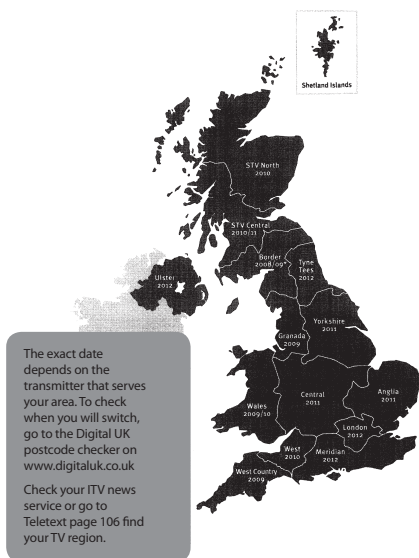 Shetland Islands
STV North
2010
STV Central
2010/11
Border
2008/09*
Tyne
Tees
2012
Ulster
2012
Yorkshire
2011
Granada
2009
Wales
2009/10
Central
2011
Anglia
2011
London
2012
West
2010
Meridian
2012
West Country
2009
The exact date
depends on the
transmitter that serves
your area. To check
when you will switch,
go to the Digital UK
postcode checker on
www.digitaluk.co.uk
Check your ITV news
service or go to
Teletext page 106 find
your TV region.